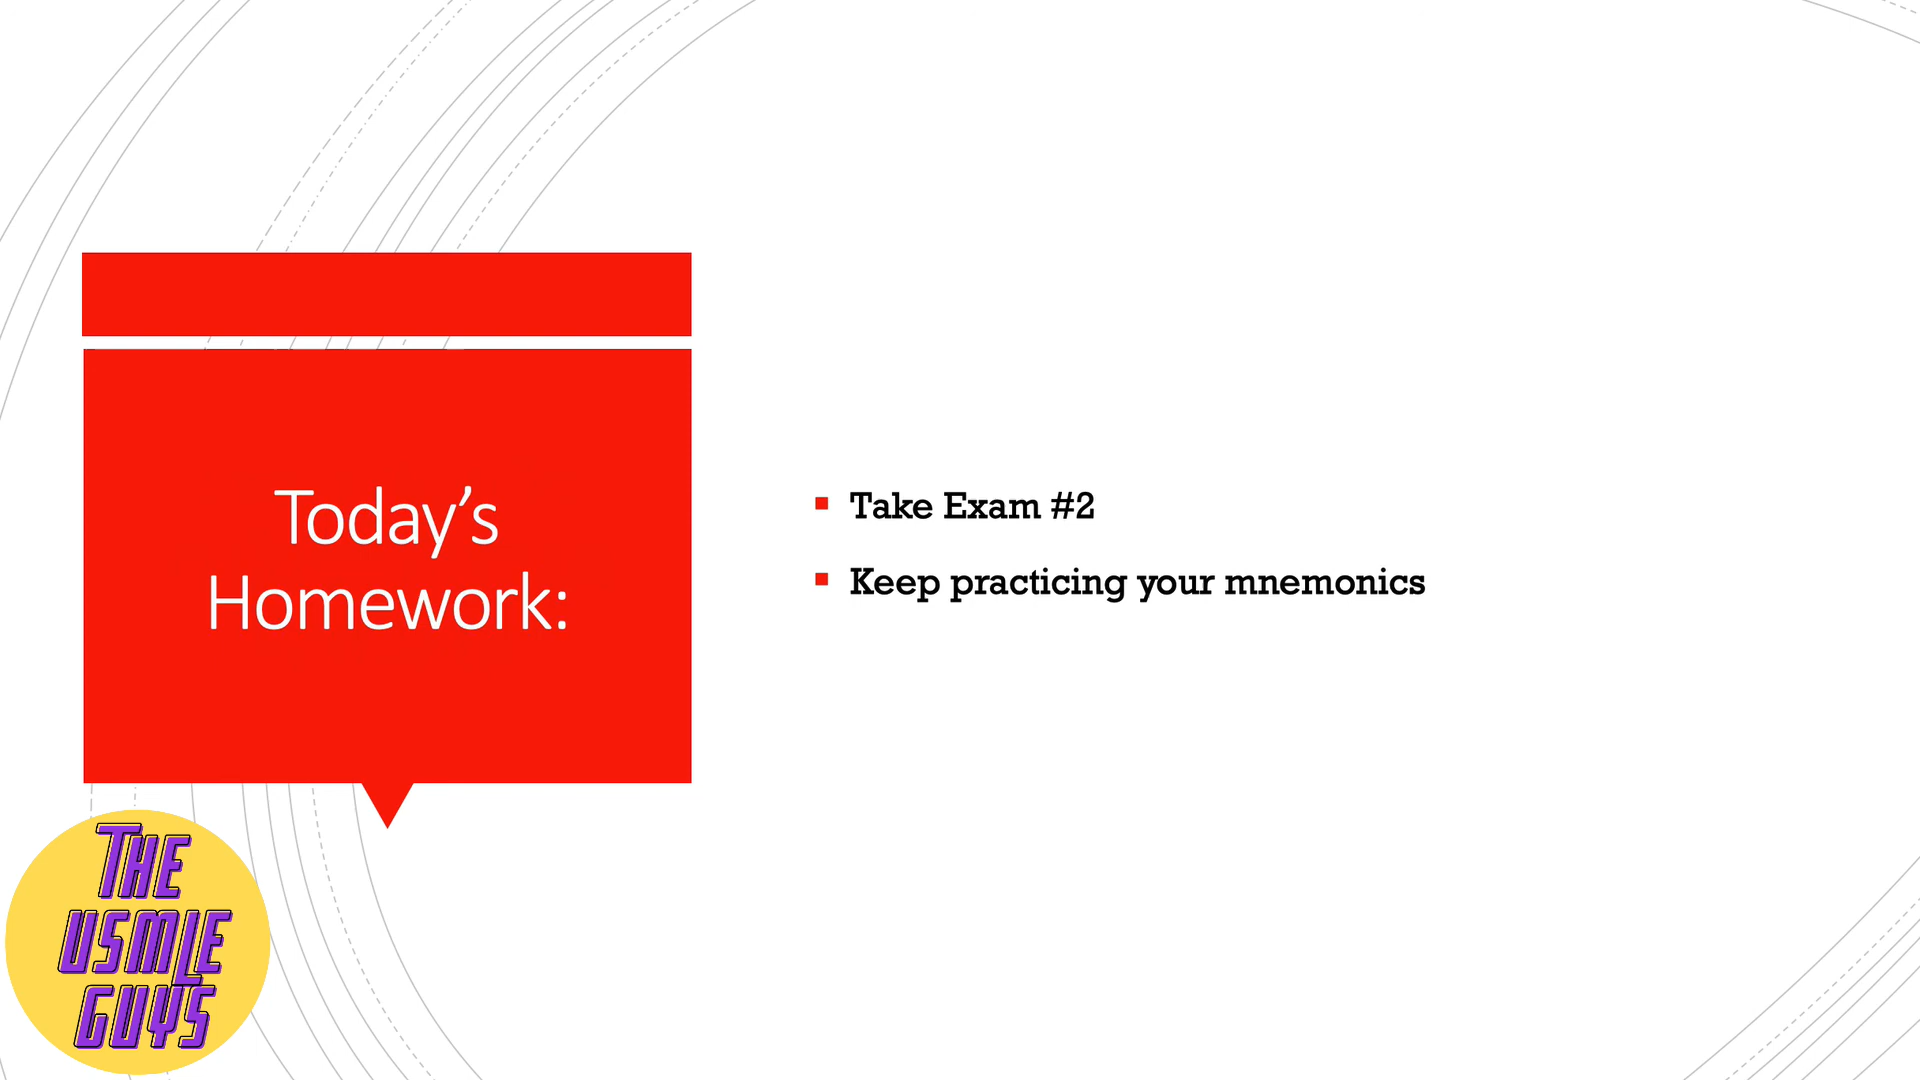 Today’s
Homework:
Take Exam #2
Keep practicing your mnemonics
THE
USMLE
GUYS